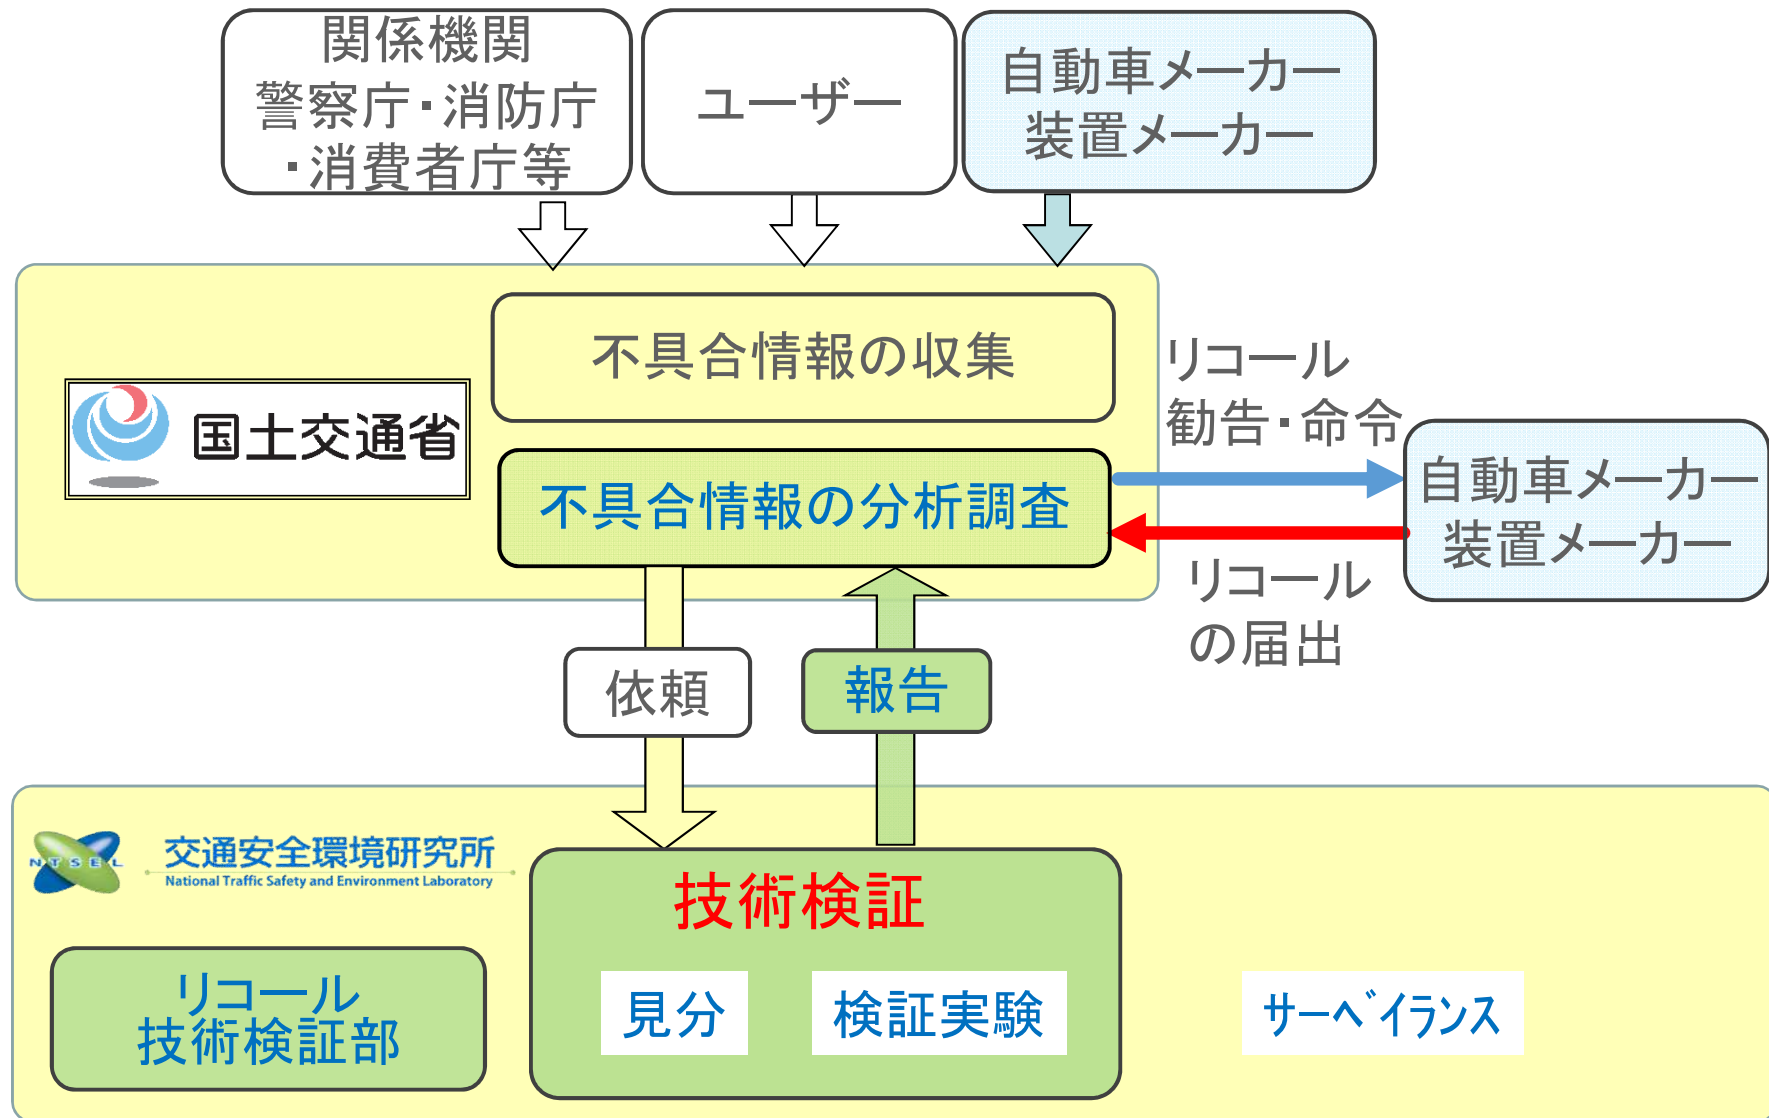 関係機関
警察庁・消防庁
・消費者庁等
ユーザー
自動車メーカー
装置メーカー
不具合情報の収集
国土交通省
不具合情報の分析調査
リコール
勧告・命令
自動車メーカー
装置メーカー
リコール
の届出
依頼
報告
NTSEL
交通安全環境研究所
National Traffic Safety and Environment Laboratory
技術検証
リコール
技術検証部
見分
検証実験
サーベイランス